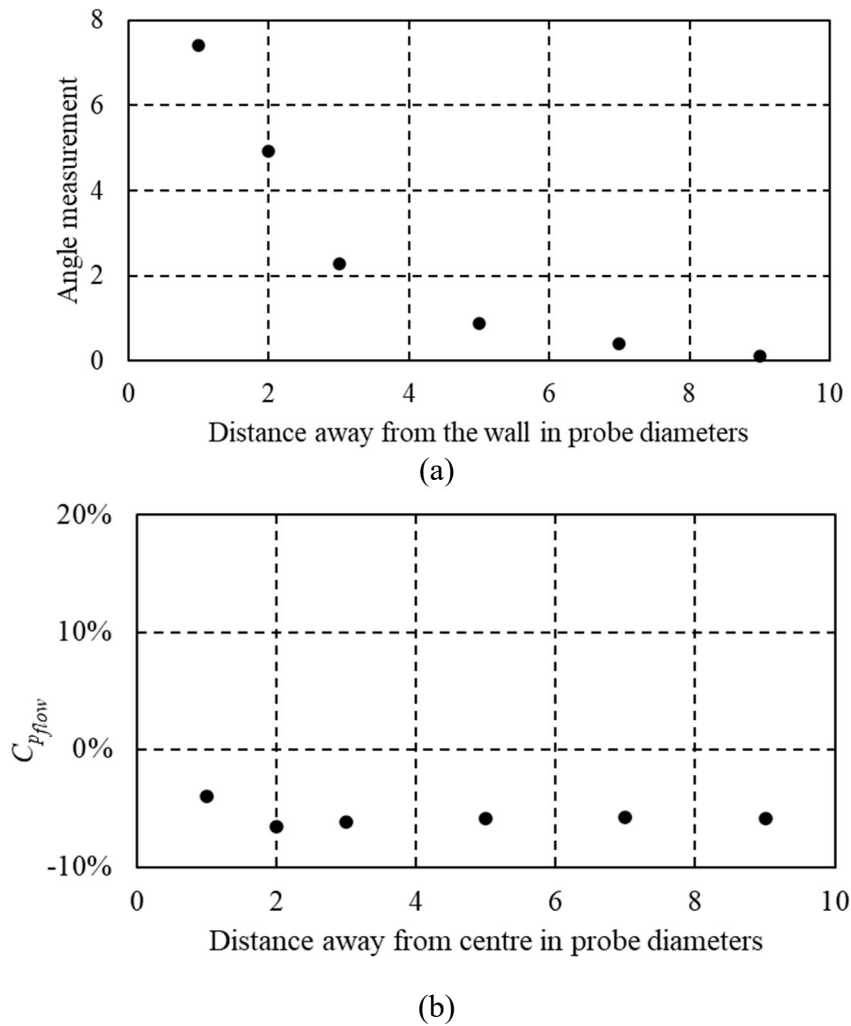 8
6
4
2
0
Angle measurement
0 2 4 6 8 10
Distance away from the wall in probe diameters
(a)
20%
10%
0%
-10%
C_{p_{flow}}
0 2 4 6 8 10
Distance away from centre in probe diameters
(b)